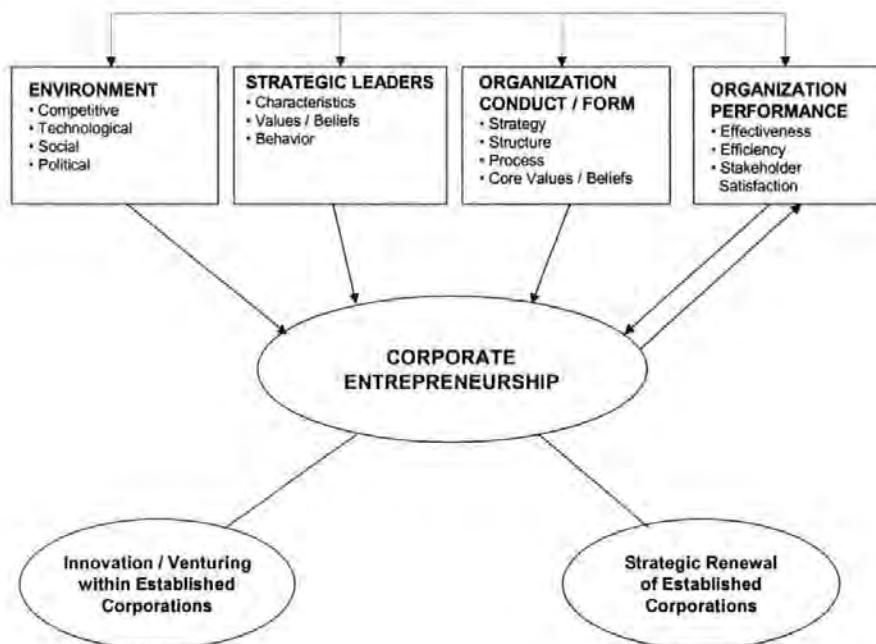 ENVIRONMENT
• Competitive
• Technological
• Social
• Political
STRATEGIC LEADERS
• Characteristics
• Values / Beliefs
• Behavior
ORGANIZATION
CONDUCT / FORM
• Strategy
• Structure
• Process
• Core Values / Beliefs
ORGANIZATION
PERFORMANCE
• Effectiveness
• Efficiency
• Stakeholder
Satisfaction
CORPORATE
ENTREPRENEURSHIP
Innovation / Venturing
within Established
Corporations
Strategic Renewal
of Established
Corporations